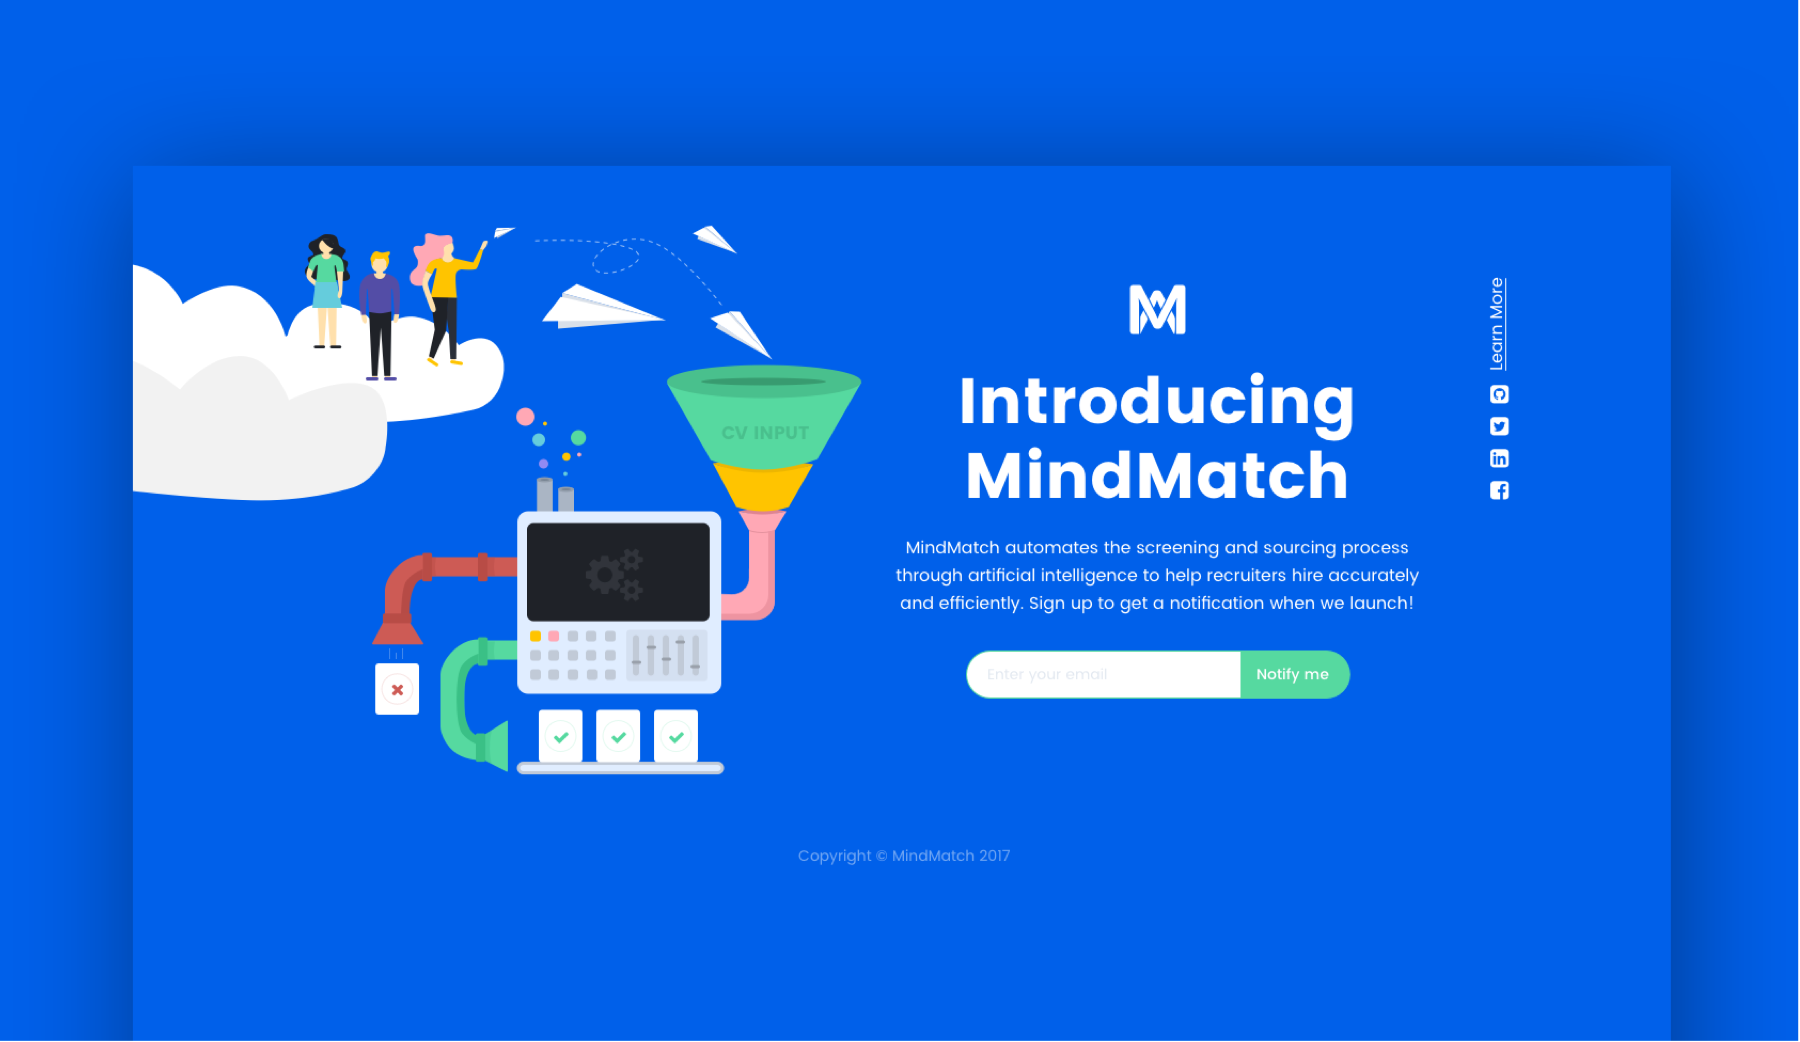 Learn More
CV INPUT
Introducing
MindMatch
MindMatch automates the screening and sourcing process
through artificial intelligence to help recruiters hire accurately
and efficiently. Sign up to get a notification when we launch!
Enter your email
Notify me
Copyright © MindMatch 2017